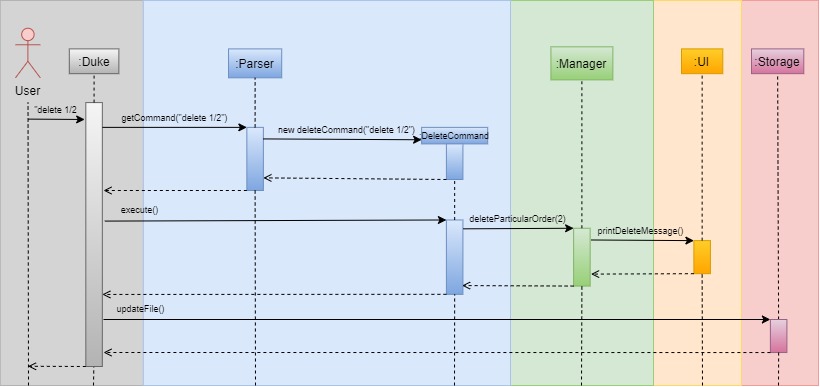 :Duke
:Parser
:Manager
:UI
:Storage
User
"delete 1/2
getCommand("delete 1/2")
new deleteCommand("delete 1/2")
DeleteCommand
execute()
deleteParticularOrder(2)
printDeleteMessage()
updateFile()